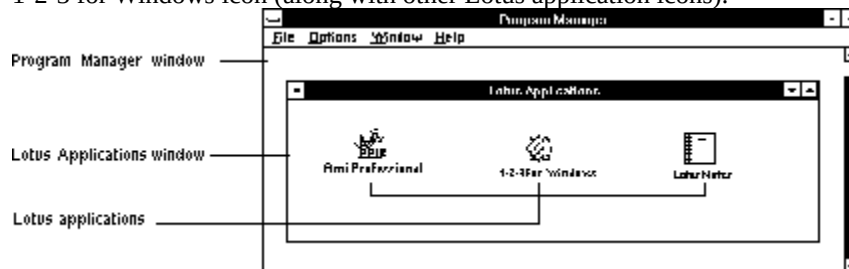 1-2-3 for Windows icon (along with other Lotus application icons).
Program Manager
File Options Window Help
Program Manager window
Lotus Applications
Lotus Applications window
Ami Professional 1-2-3 For Windows Lotus Notes
Lotus applications